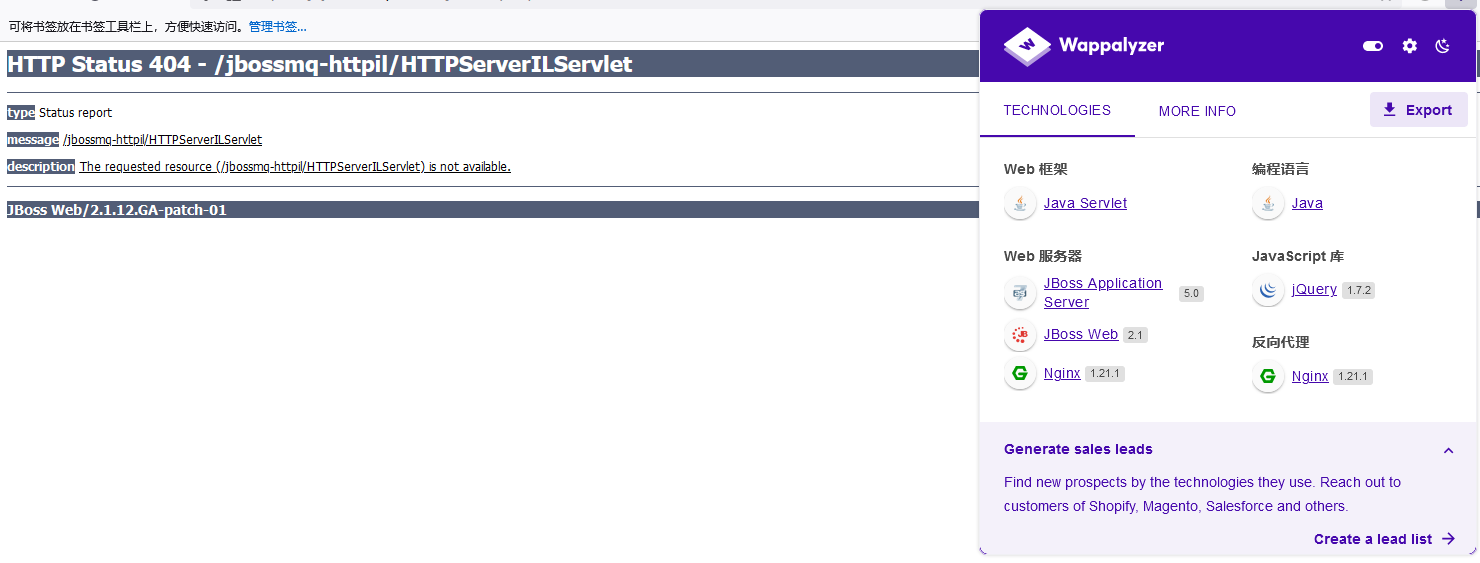 可将书签放在书签工具栏上，方便快速访问。管理书签...
HTTP Status 404 - /jbossmq-httpil/HTTPServerILServlet
type Status report
message /jbossmq-httpil/HTTPServerILServlet
description The requested resource (/jbossmq-httpil/HTTPServerILServlet) is not available.
JBoss Web/2.1.12.GA-patch-01
Wappalyzer
TECHNOLOGIES
MORE INFO
Export
Web 框架
Java Servlet
编程语言
Java
Web 服务器
JBoss Application
Server
5.0
JBoss Web 2.1
Nginx 1.21.1
JavaScript 库
jQuery 1.7.2
反向代理
Nginx 1.21.1
Generate sales leads
Find new prospects by the technologies they use. Reach out to
customers of Shopify, Magento, Salesforce and others.
Create a lead list